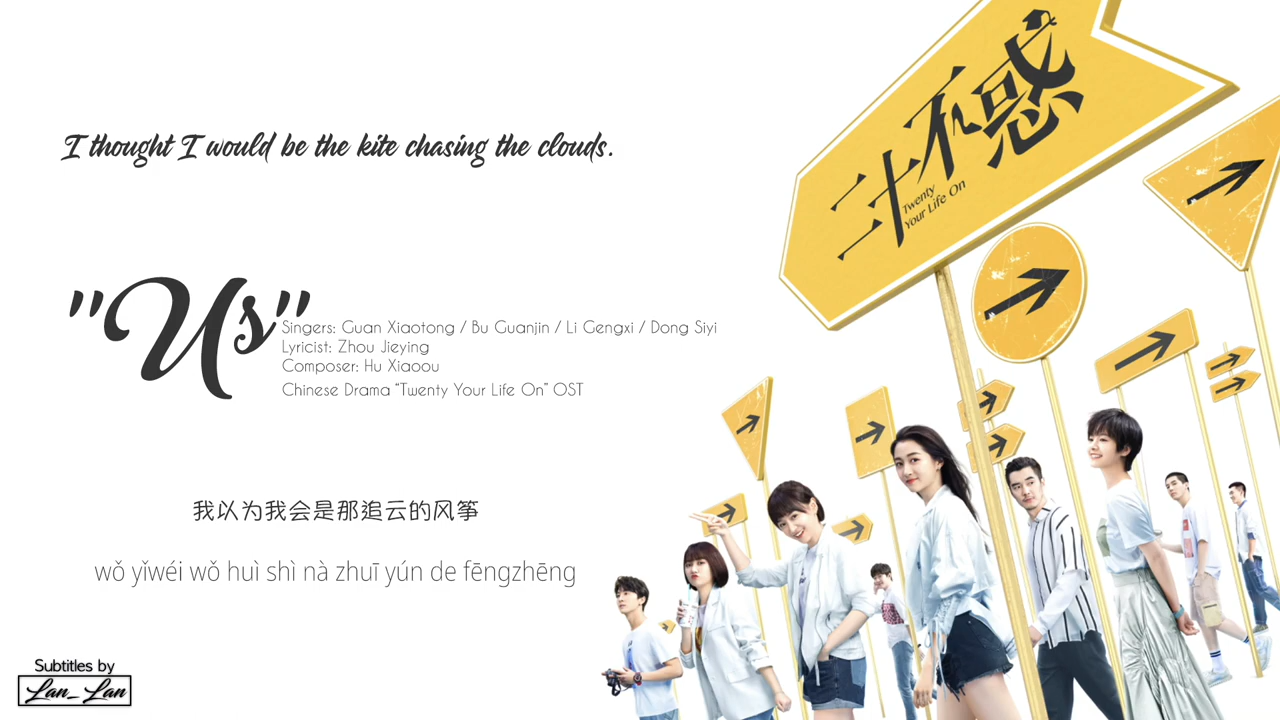 I thought I would be the kite chasing the clouds.
二十不惑
Twenty
Your Life On
"Us"
Singers: Guan Xiaotong / Bu Guanjin / Li Gengxi / Dong Siyi
Lyricist: Zhou Jieying
Composer: Hu Xiaoou
Chinese Drama “Twenty Your Life On” OST
我以为我会是那追云的风筝
wǒ yǐwéi wǒ huì shì nà zhuī yún de fēngzhēng
Subtitles by
Lan_Lan